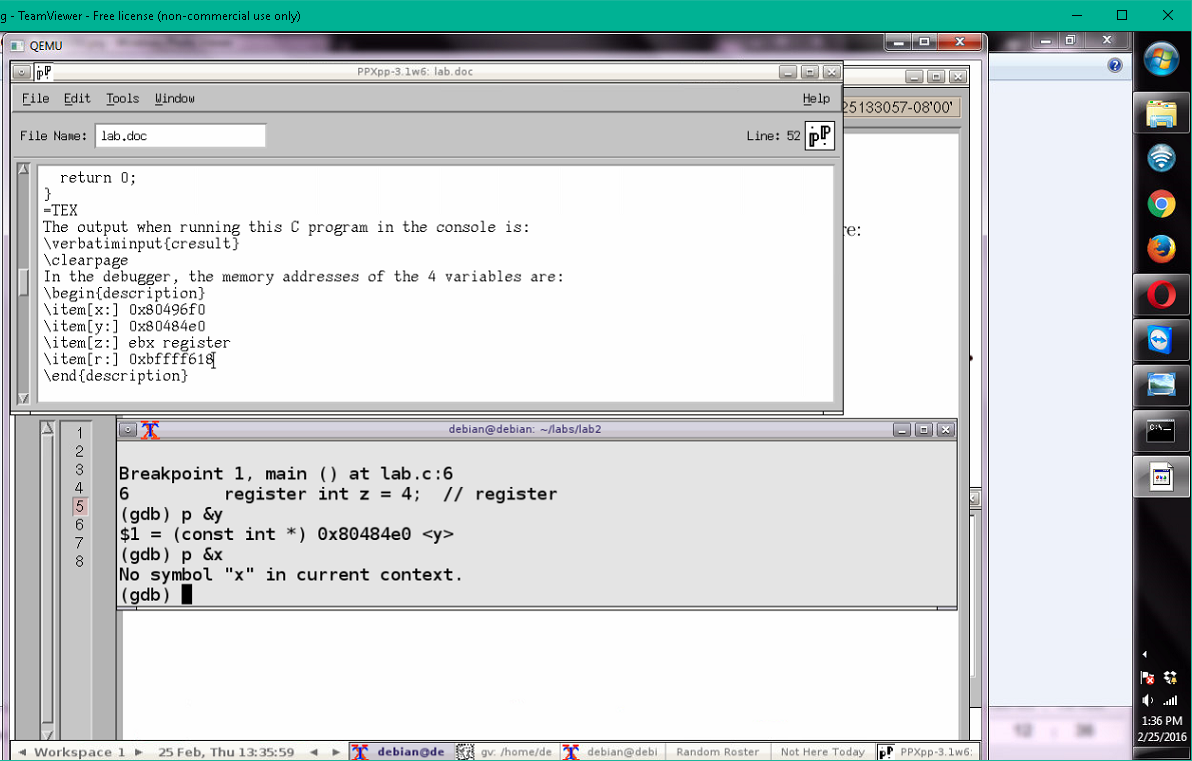 g - TeamViewer - Free license (non-commercial use only)
QEMU
PPXpp-3.1w6: lab.doc
File Edit Tools Window Help
25133057-08'00'
File Name: lab.doc
Line: 52
return 0;
}
=TEX
The output when running this C program in the console is:
\verbatiminput{cresult}
\clearpage
In the debugger, the memory addresses of the 4 variables are:
\begin{description}
\item[x:] 0x80496f0
\item[y:] 0x80484e0
\item[z:] ebx register
\item[r:] 0xbffff618
\end{description}
re:
1
2
3
4
5
6
7
8
debian@debian: ~/labs/lab2
Breakpoint 1, main () at lab.c:6
6 register int z = 4; // register
(gdb) p &y
$1 = (const int *) 0x80484e0 <y>
(gdb) p &x
No symbol "x" in current context.
(gdb)
Workspace 1 25 Feb, Thu 13:35:59 debian@de gv: /home/de debian@debi Random Roster Not Here Today PPXpp-3.1w6:
1:36 PM
2/25/2016